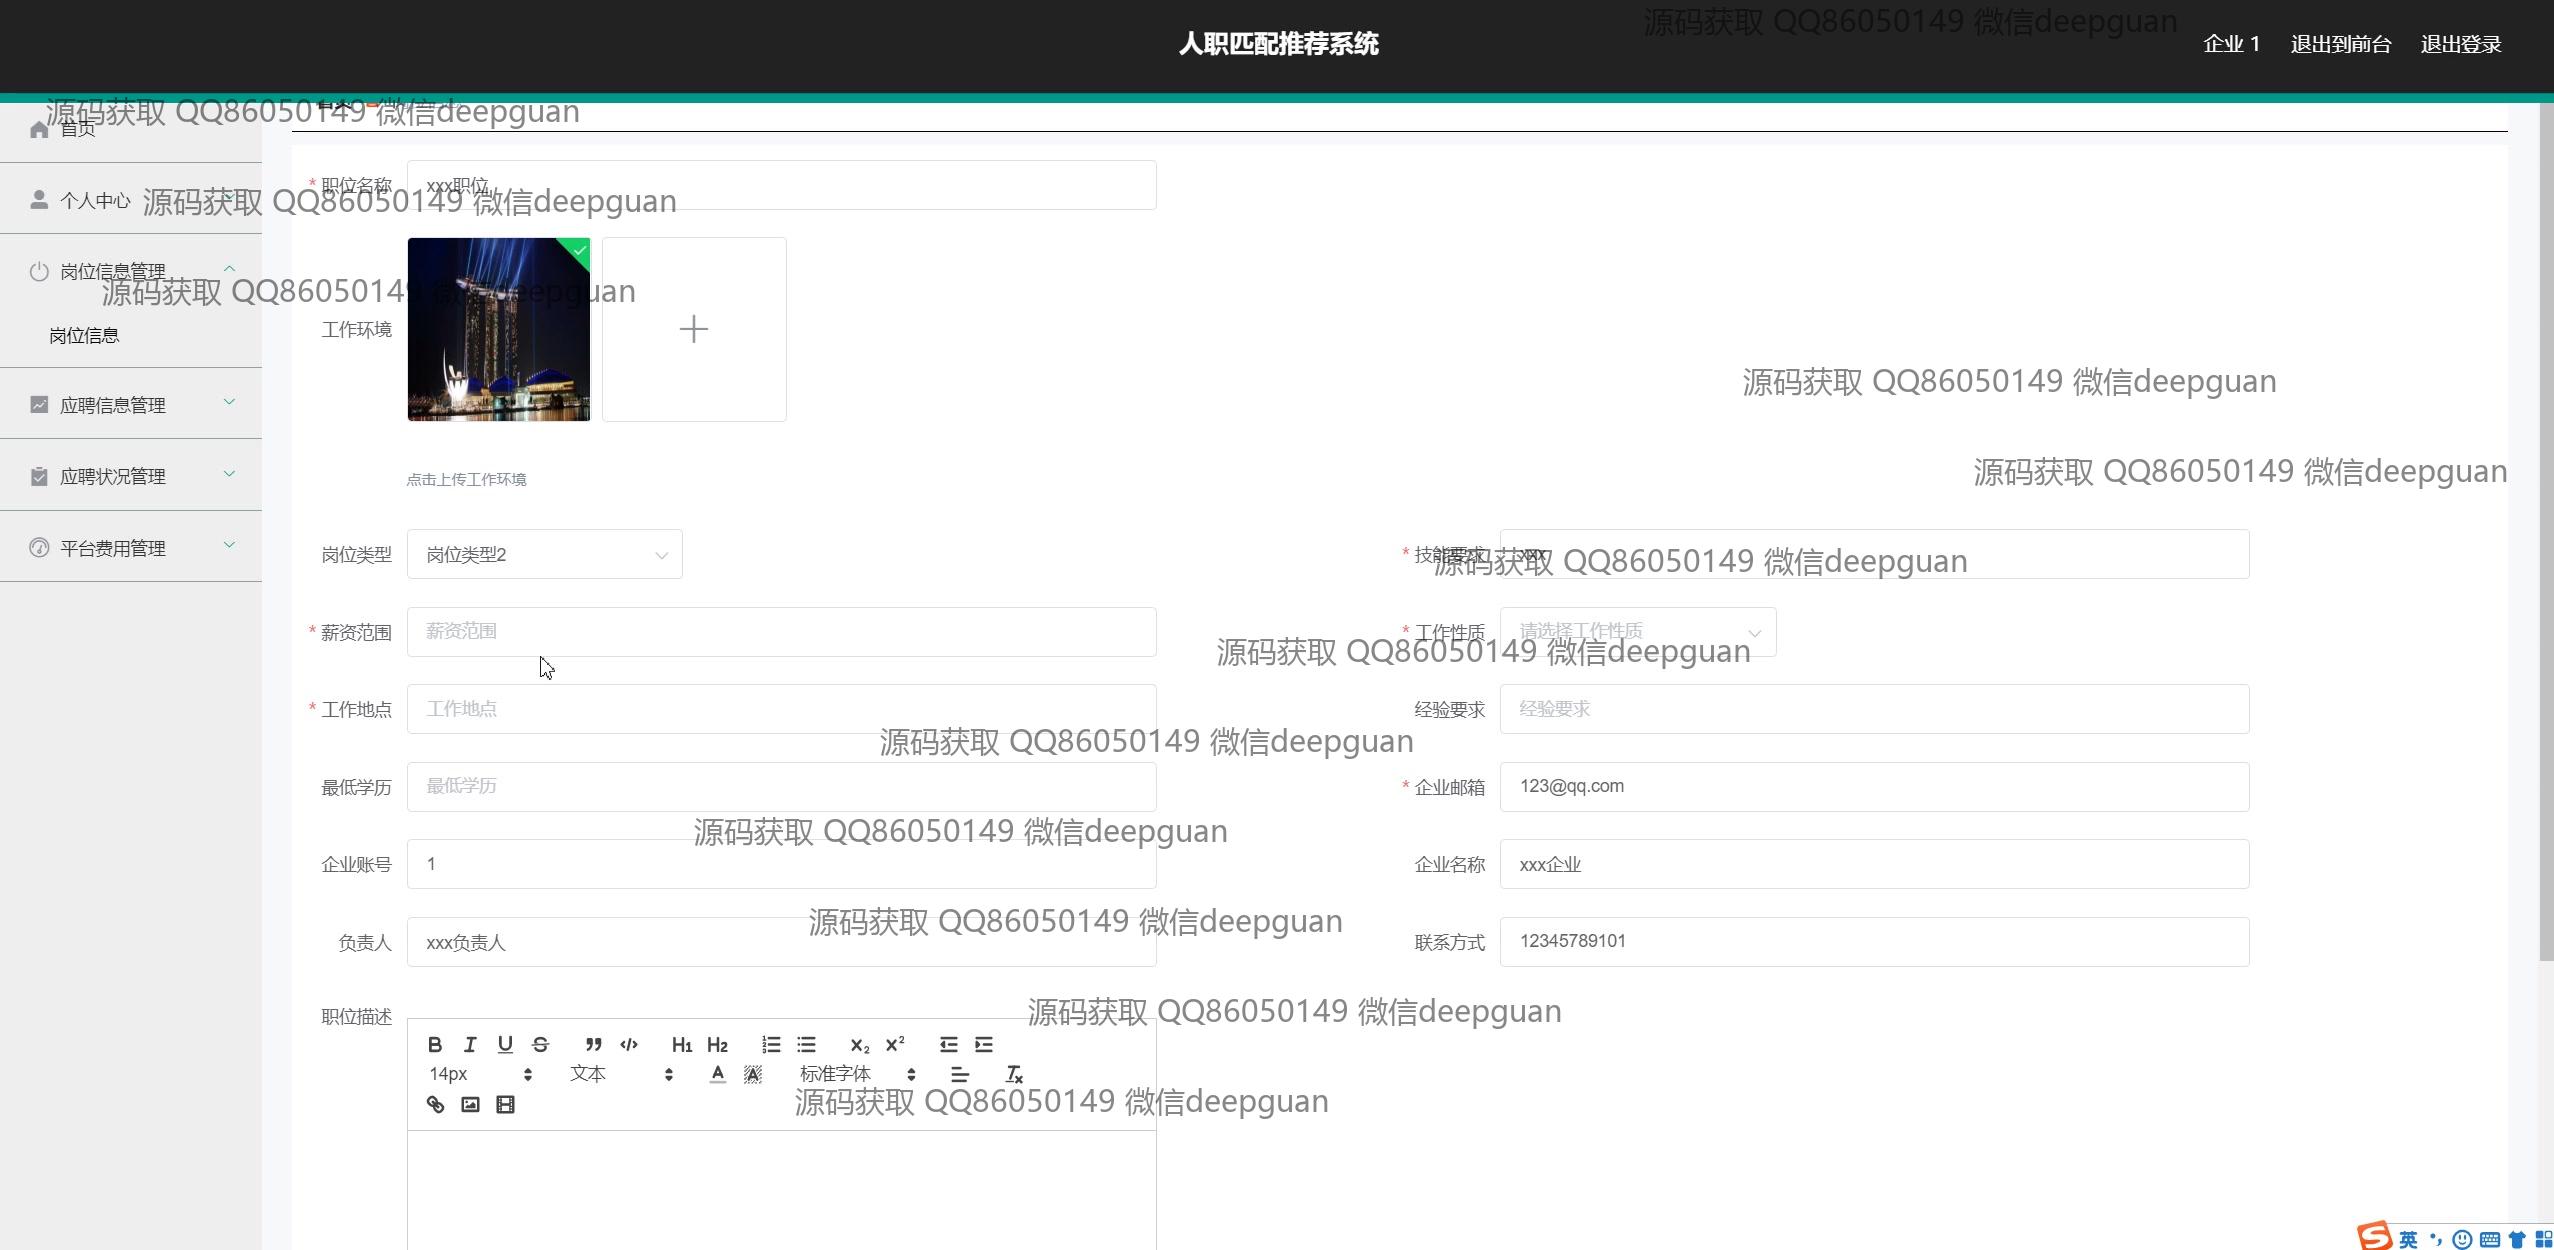 人职匹配推荐系统
源码获取 QQ86050149 微信deepguan
企业 1 退出到前台 退出登录
源码获取 QQ86050149 微信deepguan
首页
* 职位名称 xxx职位
个人中心
源码获取 QQ86050149 微信deepguan
岗位信息管理
源码获取 QQ86050149 微信deepguan
工作环境
岗位信息
源码获取 QQ86050149 微信deepguan
应聘信息管理
源码获取 QQ86050149 微信deepguan
应聘状况管理
点击上传工作环境
平台费用管理
岗位类型 岗位类型2
* 技能要求 xxx
源码获取 QQ86050149 微信deepguan
* 薪资范围 薪资范围
* 工作性质 请选择工作性质
源码获取 QQ86050149 微信deepguan
* 工作地点 工作地点
经验要求 经验要求
源码获取 QQ86050149 微信deepguan
最低学历 最低学历
* 企业邮箱 123@qq.com
源码获取 QQ86050149 微信deepguan
企业账号 1
企业名称 xxx企业
源码获取 QQ86050149 微信deepguan
负责人 xxx负责人
联系方式 12345789101
源码获取 QQ86050149 微信deepguan
职位描述
B I U S H1 H2 x2 x2
14px 文本 A A 标准字体 Tx
源码获取 QQ86050149 微信deepguan
S 英